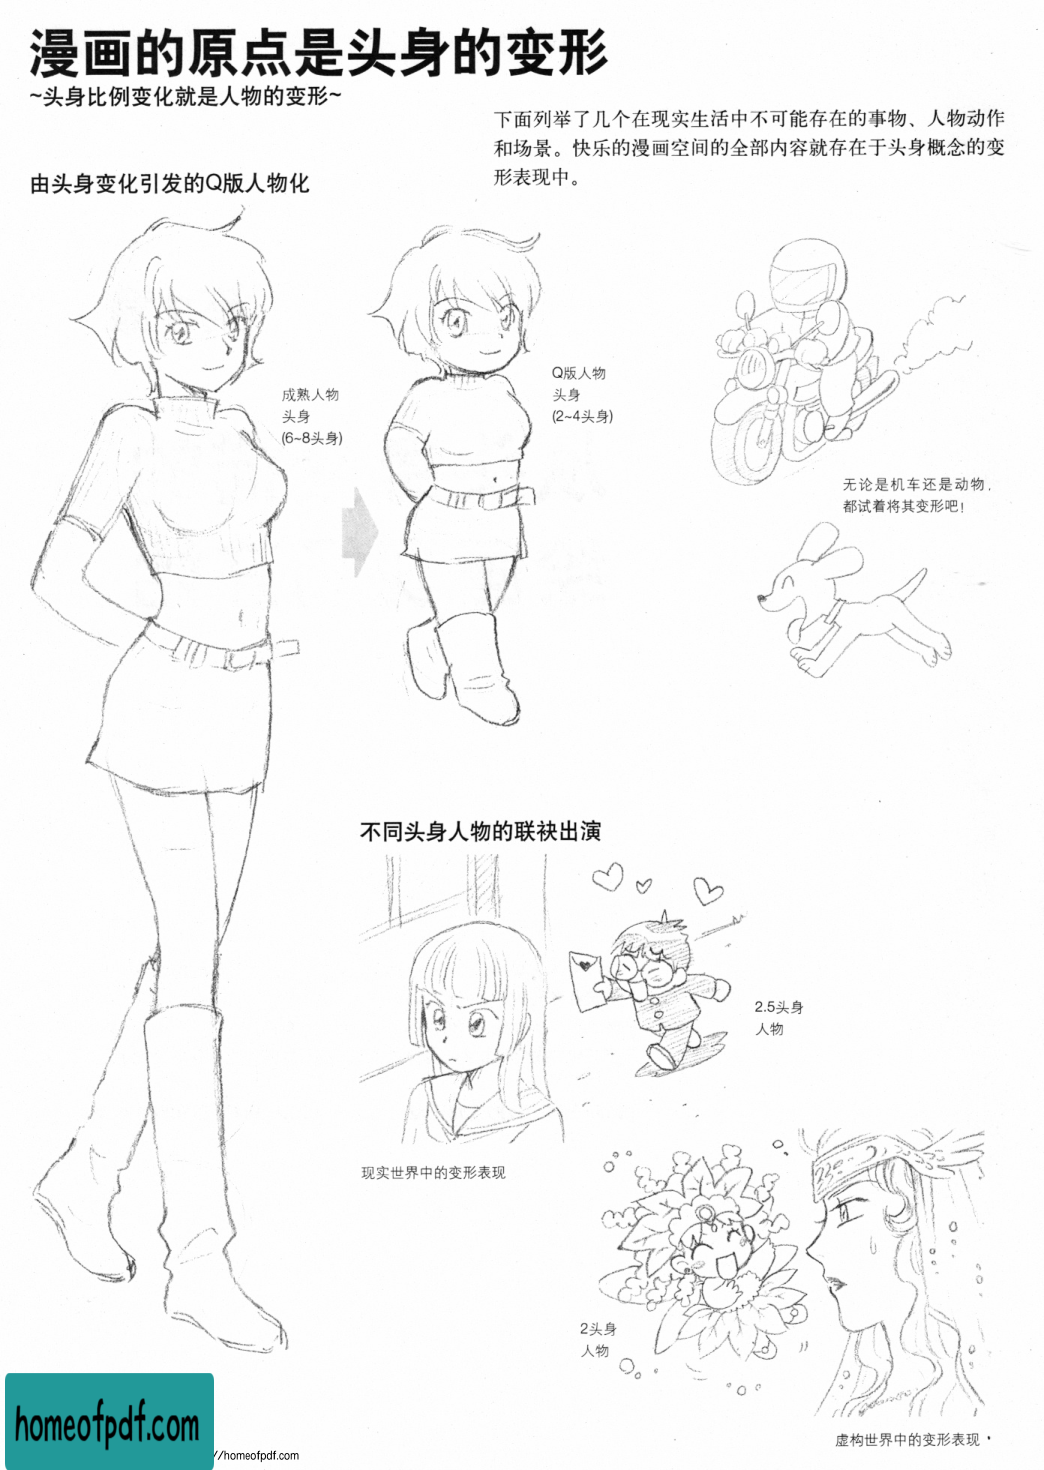 漫画的原点是头身的变形
~头身比例变化就是人物的变形~
下面列举了几个在现实生活中不可能存在的事物、人物动作
和场景。快乐的漫画空间的全部内容就存在于头身概念的变
形表现中。
由头身变化引发的Q版人物化
成熟人物
头身
(6~8头身)
Q版人物
头身
(2~4头身)
无论是机车还是动物,
都试着将其变形吧!
不同头身人物的联袂出演
2.5头身
人物
现实世界中的变形表现
2头身
人物
虚构世界中的变形表现
homeofpdf.com
//homeofpdf.com